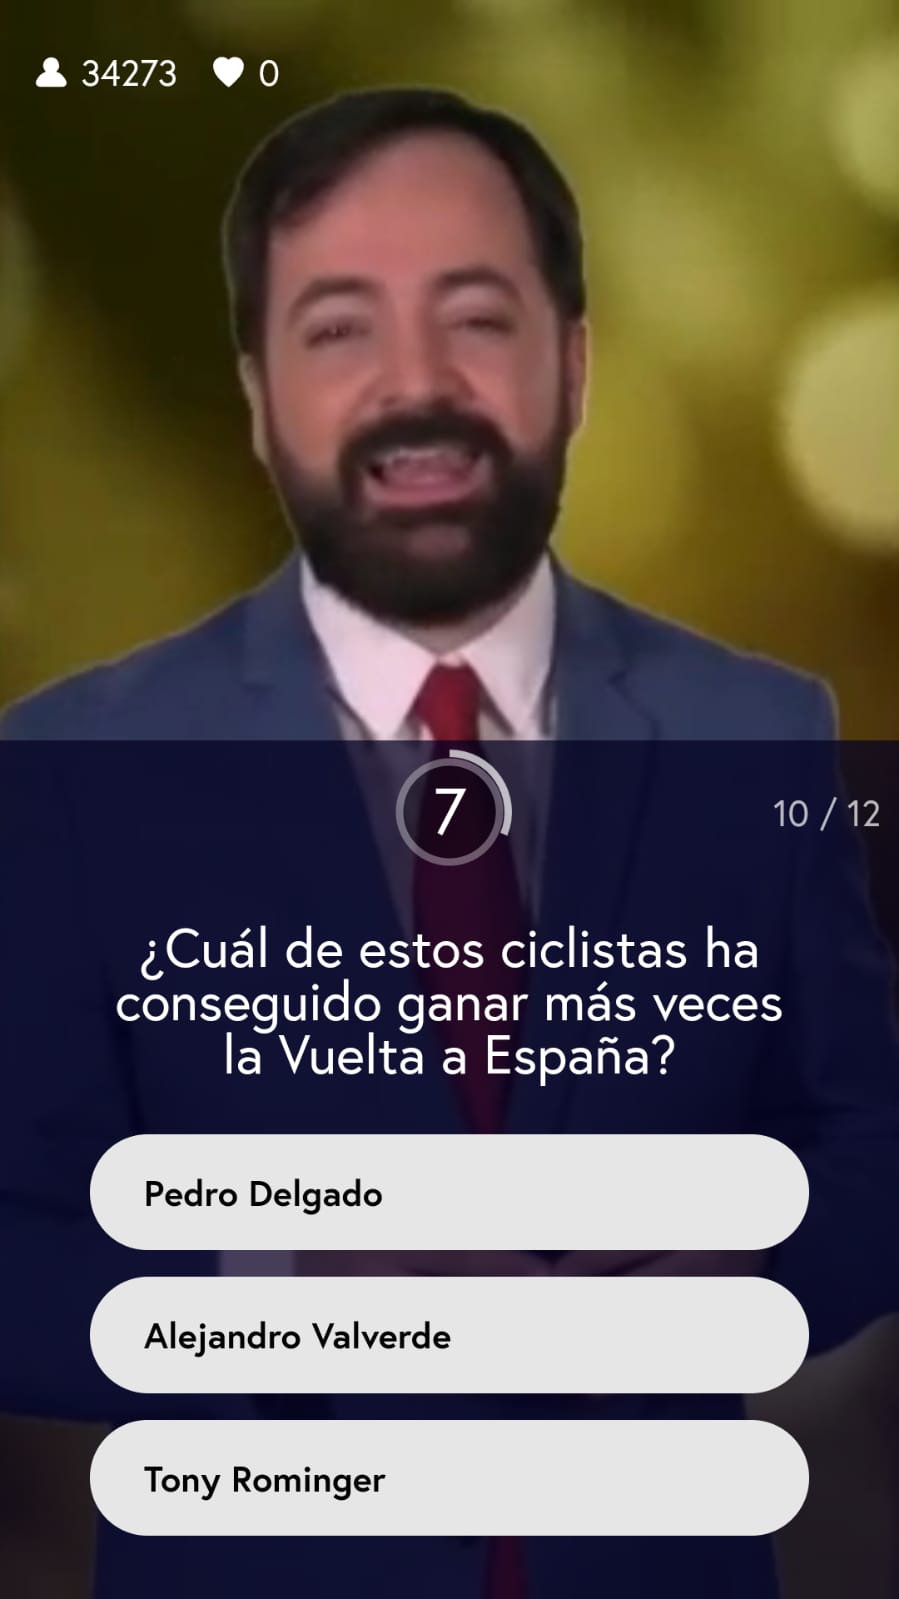 34273 0
7
10 / 12
¿Cuál de estos ciclistas ha
conseguido ganar más veces
la Vuelta a España?
Pedro Delgado
Alejandro Valverde
Tony Rominger